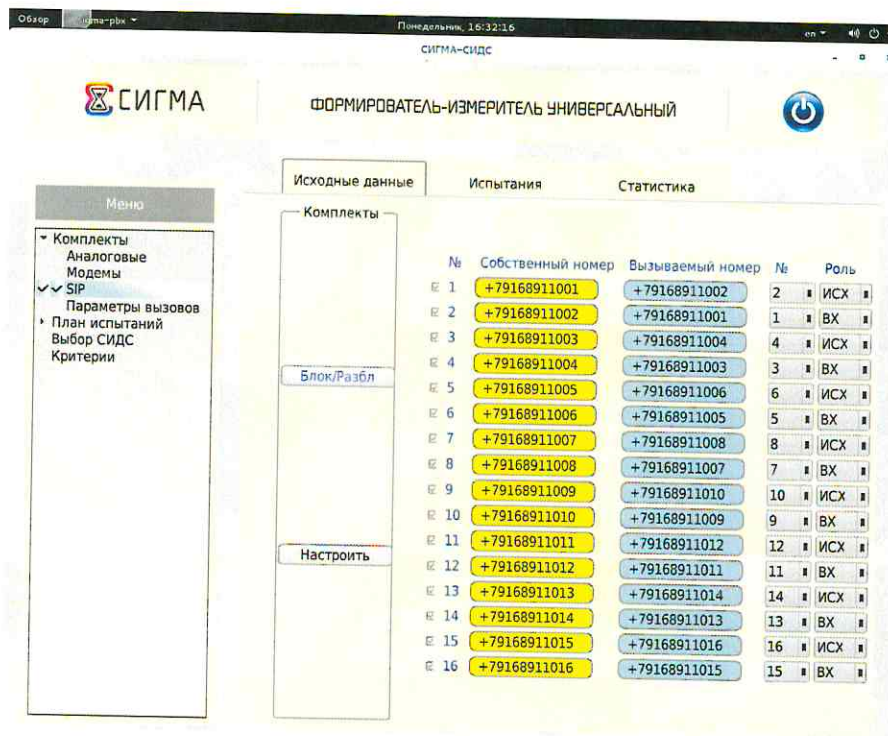 Обзор sigma-pbx Понедельник, 16:32:16 en
СИГМА-СИДС
СИГМА ФОРМИРОВАТЕЛЬ-ИЗМЕРИТЕЛЬ УНИВЕРСАЛЬНЫЙ
Исходные данные Испытания Статистика
Меню
Комплекты
Аналоговые
Модемы
SIP
Параметры вызовов
План испытаний
Выбор СИДС
Критерии
Комплекты
Блок/Разбл
Настроить
№ Собственный номер Вызываемый номер № Роль
1 +79168911001 +79168911002 2 ИСХ
2 +79168911002 +79168911001 1 ВХ
3 +79168911003 +79168911004 4 ИСХ
4 +79168911004 +79168911003 3 ВХ
5 +79168911005 +79168911006 6 ИСХ
6 +79168911006 +79168911005 5 ВХ
7 +79168911007 +79168911008 8 ИСХ
8 +79168911008 +79168911007 7 ВХ
9 +79168911009 +79168911010 10 ИСХ
10 +79168911010 +79168911009 9 ВХ
11 +79168911011 +79168911012 12 ИСХ
12 +79168911012 +79168911011 11 ВХ
13 +79168911013 +79168911014 14 ИСХ
14 +79168911014 +79168911013 13 ВХ
15 +79168911015 +79168911016 16 ИСХ
16 +79168911016 +79168911015 15 ВХ